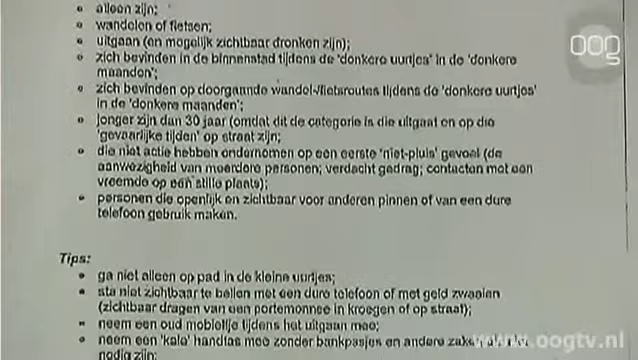 alleen zijn;
wandelen of fietsen;
uitgaan (en mogelijk zichtbaar dronken zijn);
zich bevinden in de binnenstad tijdens de 'donkere uurtjes' in de 'donkere
maanden';
zich bevinden op doorgaande wandel-/fietsroutes tijdens de 'donkere uurtjes'
in de 'donkere maanden';
jonger zijn dan 30 jaar (omdat dit de categorie is die uitgaat en op die
'gevaarlijke tijden' op straat zijn;
die niet actie hebben ondernomen op een eerste 'niet-pluis' gevoel (de
aanwezigheid van meerdere personen; verdacht gedrag; contacten met een
vreemde op een stille plaats);
personen die openlijk en zichtbaar voor anderen pinnen of van een dure
telefoon gebruik maken.
Tips:
ga niet alleen op pad in de kleine uurtjes;
sta niet zichtbaar te bellen met een dure telefoon of met geld zwaaien
(zichtbaar dragen van een portemonnee in kroegen of op straat);
neem een oud mobieltje tijdens het uitgaan mee;
neem een 'kale' handtas mee zonder bankpasjes en andere
nodig zijn;
oog
www.oogtv.nl